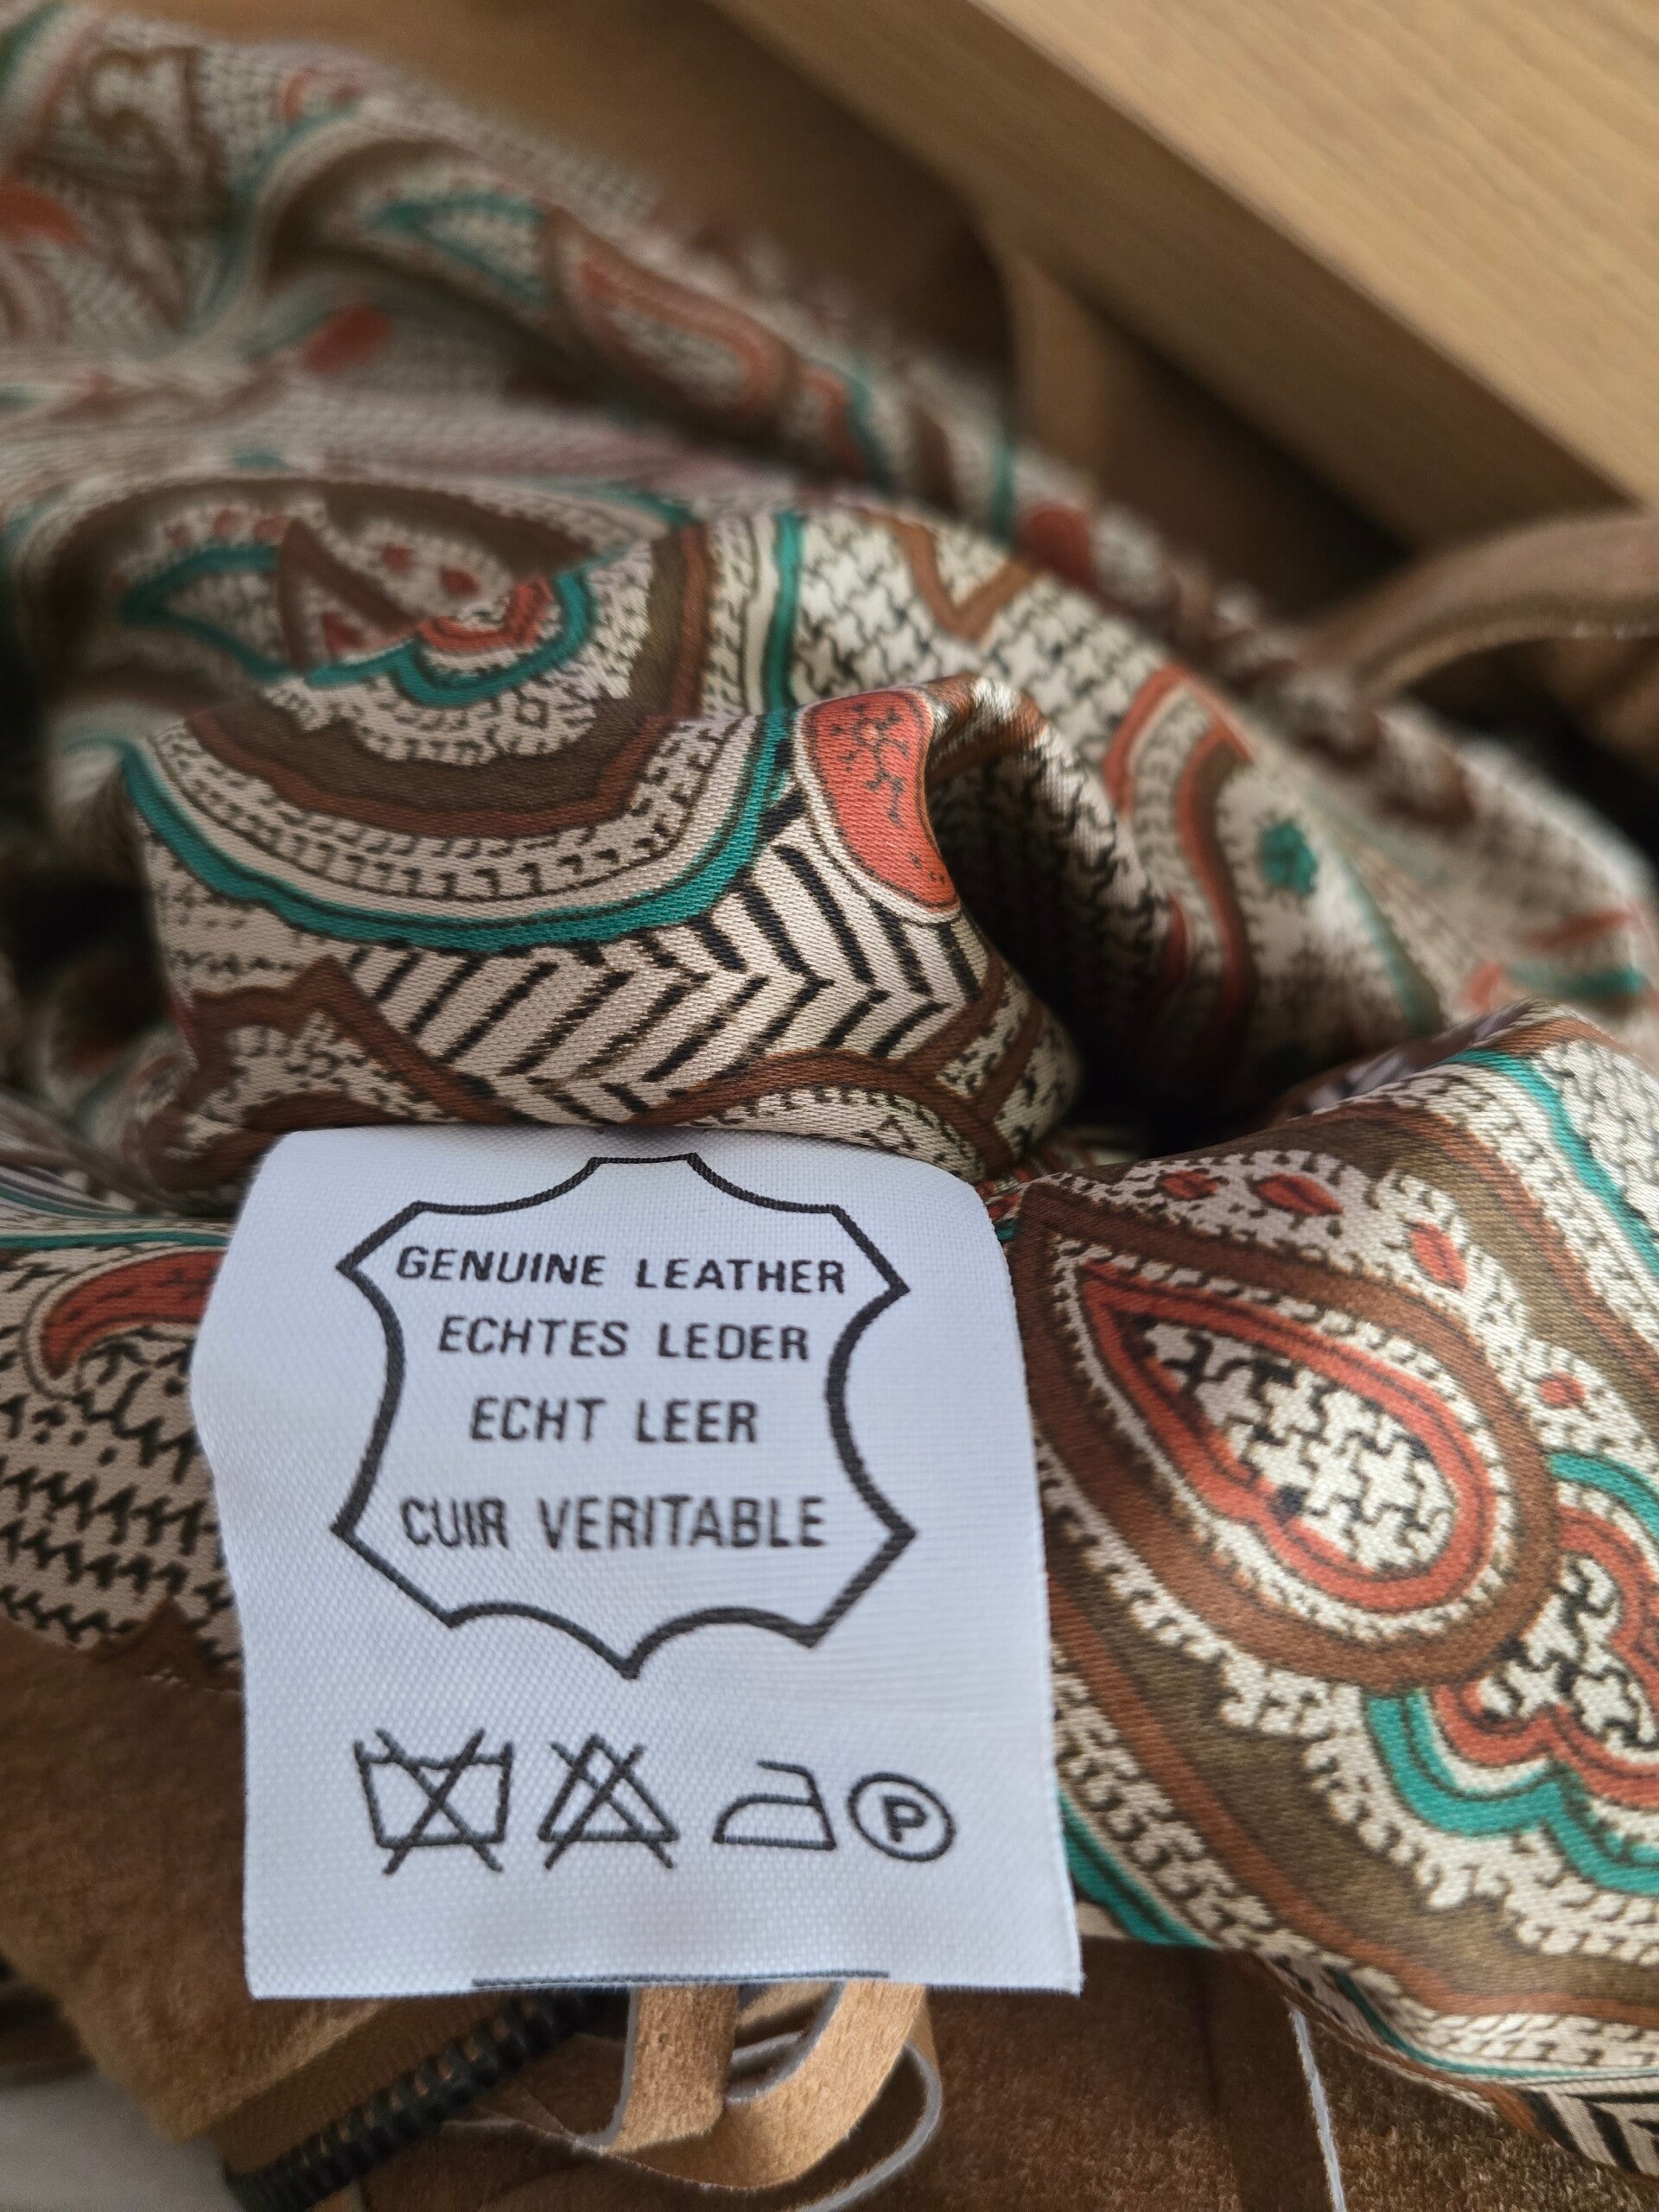 GENUINE LEATHER
ECHTES LEDER
ECHT LEER
CUIR VERITABLE
P